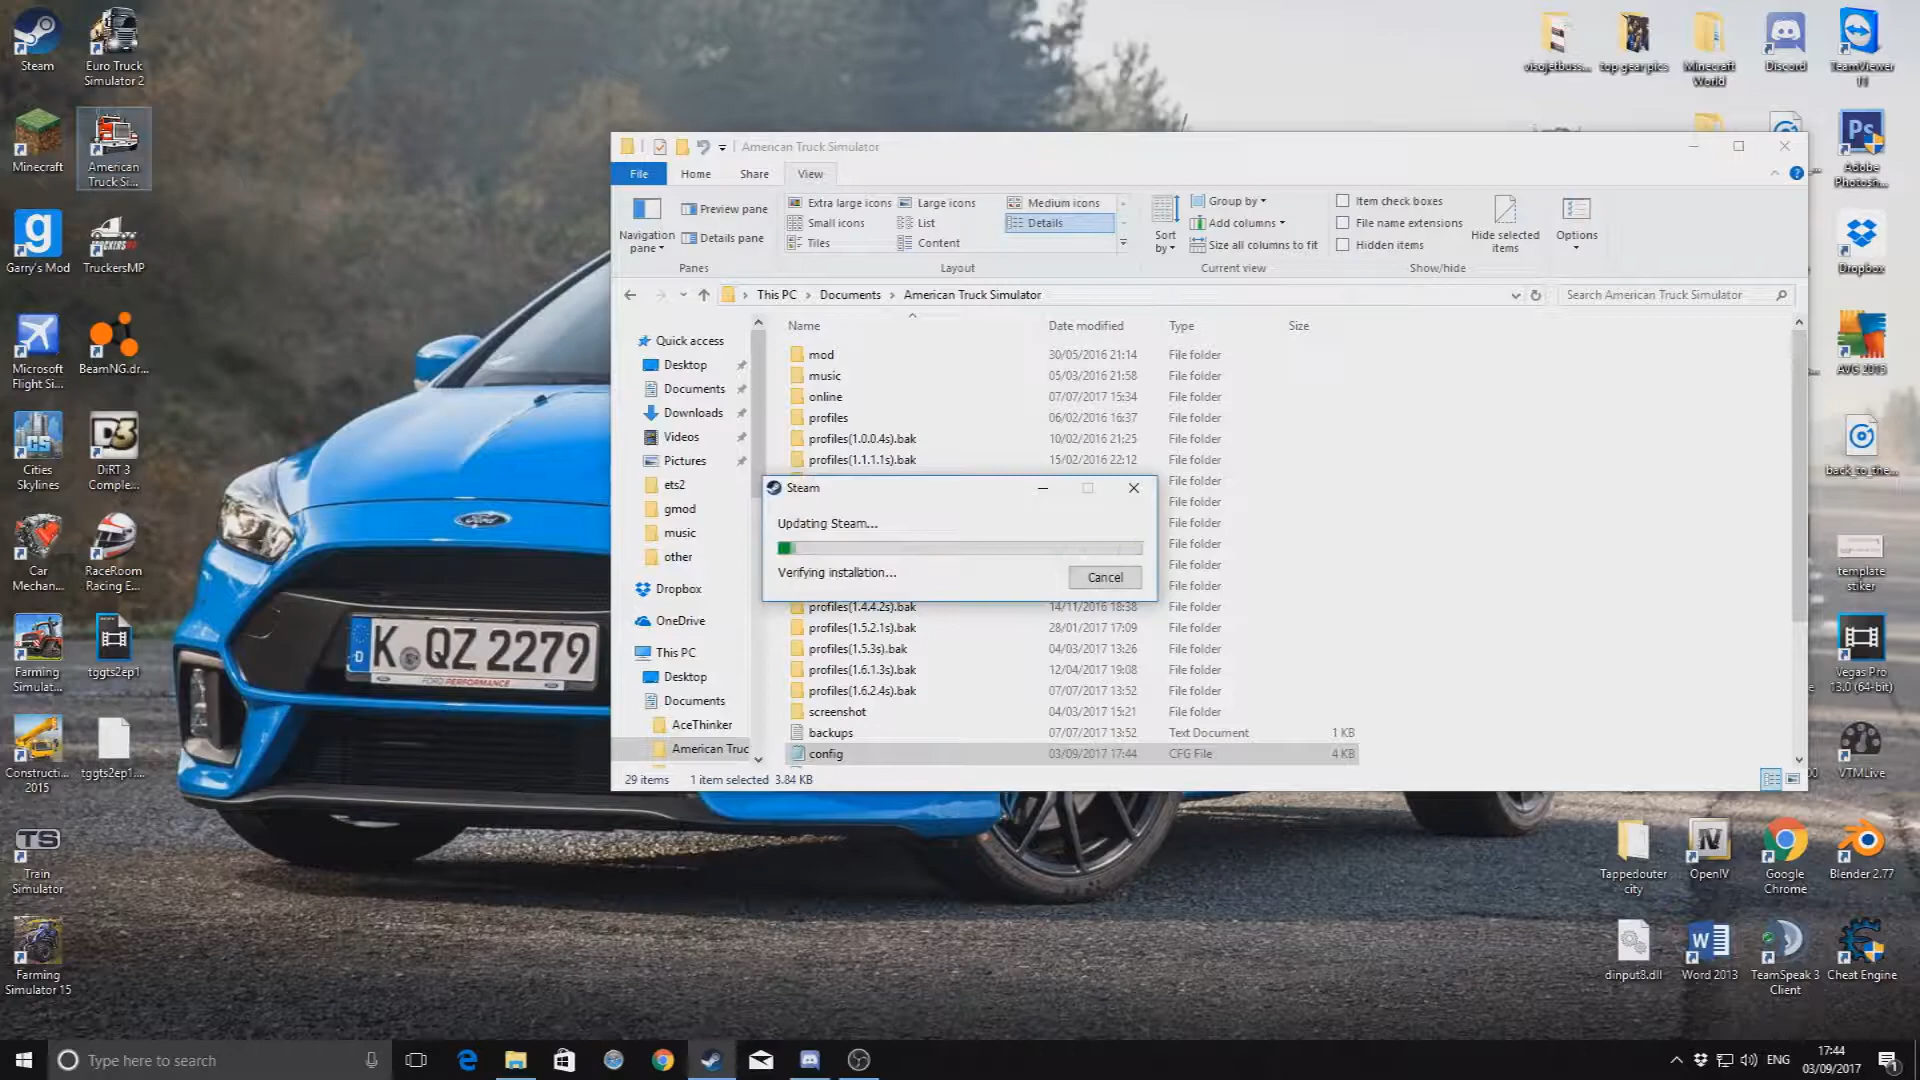 Steam
Euro Truck
Simulator 2
Minecraft
American
Truck Si...
Garry's Mod
TRUCKERSMP
TruckersMP
Microsoft
Flight Si...
BeamNG.dr...
Cities
Skylines
DiRT 3
Comple...
Car
Mechan...
RaceRoom
Racing E...
Farming
Simulat...
tggts2ep1
Constructi...
2015
tggts2ep1....
TS
Train
Simulator
Farming
Simulator 15
visojetbuss...
top gear pics
Minecraft
World
Discord
TeamViewer
11
Ps
Adobe
Photosh...
Dropbox
AVG 2015
back_to_the...
template
stiker
Vegas Pro
13.0 (64-bit)
VTMLive
Tappedouter
city
OpenIV
Google
Chrome
Blender 2.77
dinput8.dll
Word 2013
TeamSpeak 3
Client
Cheat Engine
American Truck Simulator
File
Home
Share
View
Navigation
pane
Preview pane
Details pane
Panes
Extra large icons
Large icons
Medium icons
Small icons
List
Details
Tiles
Content
Layout
Sort
by
Group by
Add columns
Size all columns to fit
Current view
Item check boxes
File name extensions
Hidden items
Hide selected
items
Show/hide
Options
This PC
Documents
American Truck Simulator
Search American Truck Simulator
Quick access
Desktop
Documents
Downloads
Videos
Pictures
ets2
gmod
music
other
Dropbox
OneDrive
This PC
Desktop
Documents
AceThinker
American Truc
Name Date modified Type Size
mod 30/05/2016 21:14 File folder
music 05/03/2016 21:58 File folder
online 07/07/2017 15:34 File folder
profiles 06/02/2016 16:37 File folder
profiles(1.0.0.4s).bak 10/02/2016 21:25 File folder
profiles(1.1.1.1s).bak 15/02/2016 22:12 File folder
File folder
File folder
File folder
File folder
File folder
File folder
profiles(1.4.4.2s).bak 14/11/2016 18:38 File folder
profiles(1.5.2.1s).bak 28/01/2017 17:09 File folder
profiles(1.5.3s).bak 04/03/2017 13:26 File folder
profiles(1.6.1.3s).bak 12/04/2017 19:08 File folder
profiles(1.6.2.4s).bak 07/07/2017 13:52 File folder
screenshot 04/03/2017 15:21 File folder
backups 07/07/2017 13:52 Text Document 1 KB
config 03/09/2017 17:44 CFG File 4 KB
29 items 1 item selected 3.84 KB
Steam
Updating Steam...
Verifying installation...
Cancel
Ford
K QZ 2279
D
FORD PERFORMANCE
Type here to search
ENG
17:44
03/09/2017
1